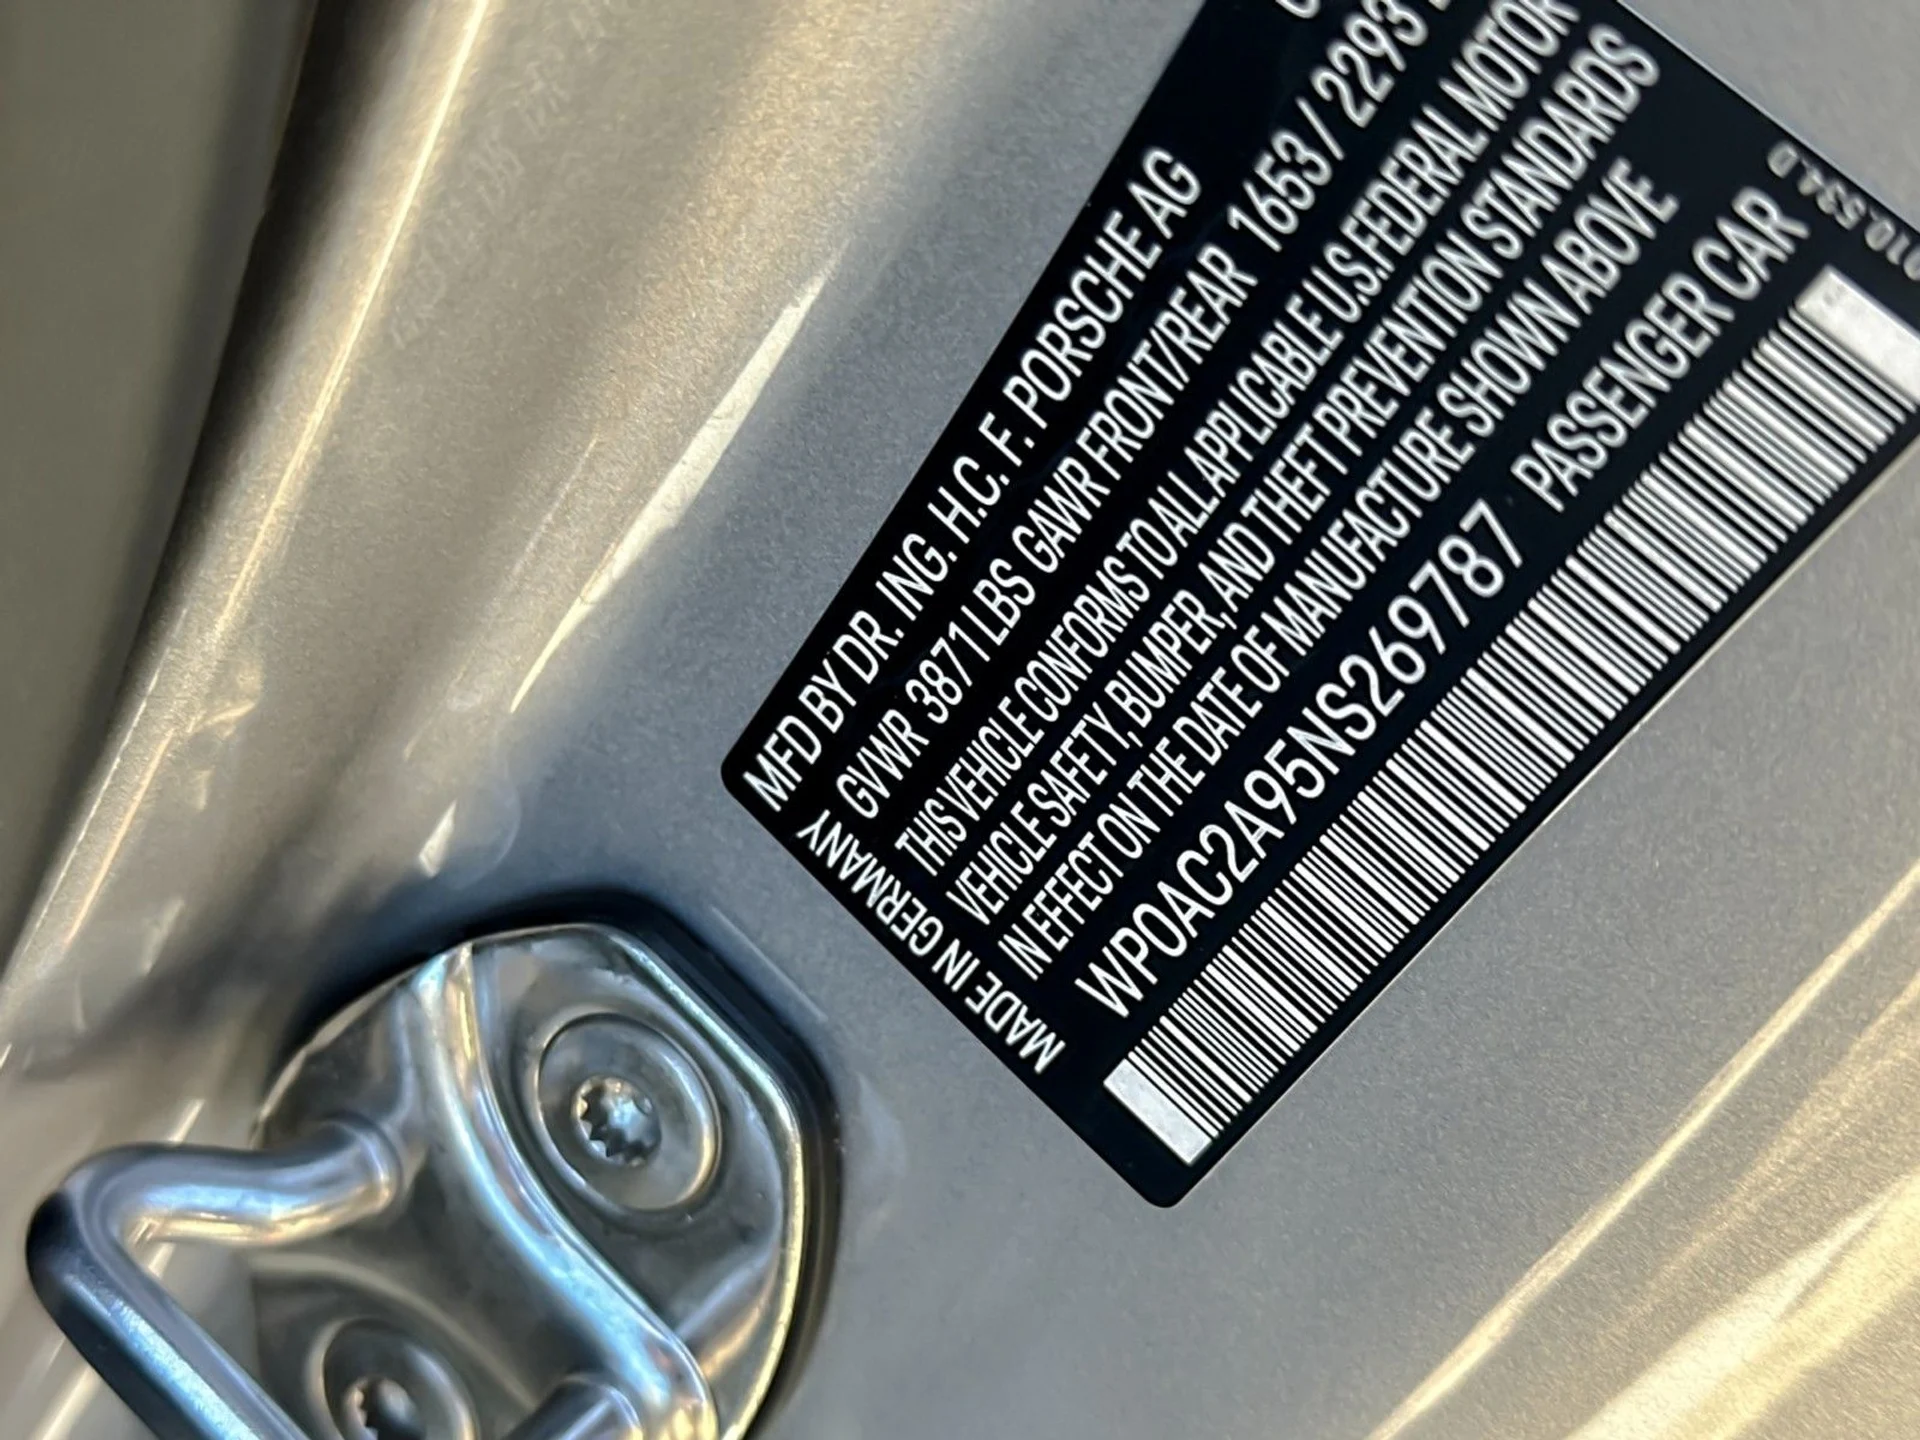 MFD BY DR. ING. H.C. F. PORSCHE AG
GVWR 3871 LBS GAWR FRONT/REAR 1653 / 2293
THIS VEHICLE CONFORMS TO ALL APPLICABLE U.S.FEDERAL MOTOR
VEHICLE SAFETY, BUMPER, AND THEFT PREVENTION STANDARDS
IN EFFECT ON THE DATE OF MANUFACTURE SHOWN ABOVE
WP0AC2A95NS269787 PASSENGER CAR
MADE IN GERMANY